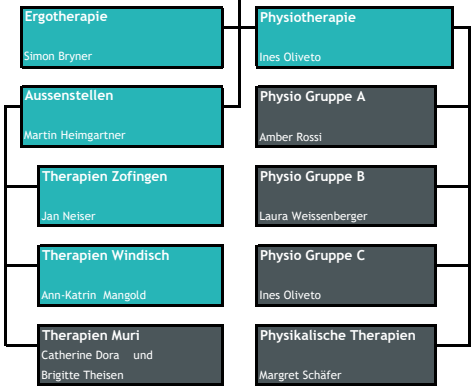 Ergotherapie
Simon Bryner
Physiotherapie
Ines Oliveto
Aussenstellen
Martin Heimgartner
Physio Gruppe A
Amber Rossi
Therapien Zofingen
Jan Neiser
Physio Gruppe B
Laura Weissenberger
Therapien Windisch
Ann-Katrin Mangold
Physio Gruppe C
Ines Oliveto
Therapien Muri
Catherine Dora und
Brigitte Theisen
Physikalische Therapien
Margret Schäfer